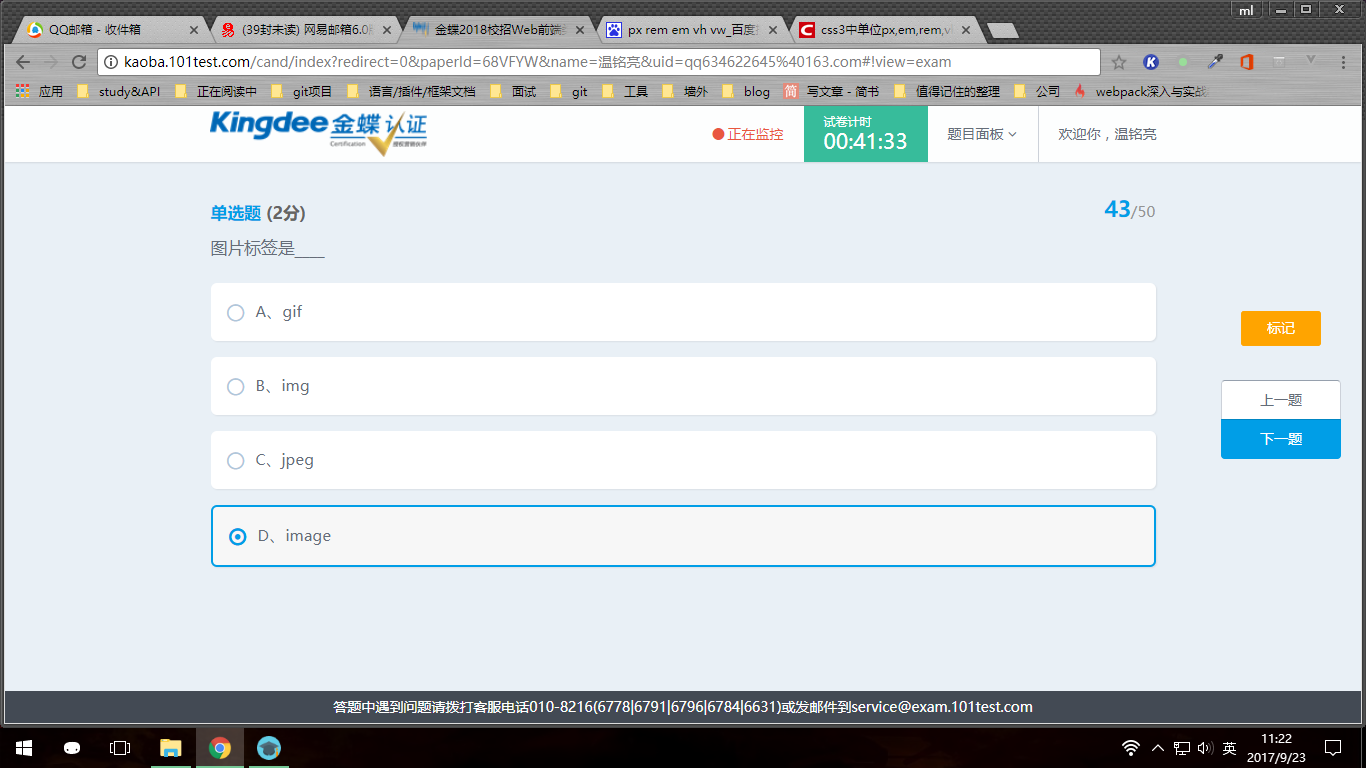 ml
QQ邮箱 - 收件箱
(39封未读) 网易邮箱6.0
金蝶2018校招Web前端
px rem em vh vw_百度
css3中单位px,em,rem,v
kaoba.101test.com/cand/index?redirect=0&paperId=68VFYW&name=温铭亮&uid=qq634622645%40163.com#!view=exam
应用 study&API 正在阅读中 git项目 语言/插件/框架文档 面试 git 工具 墙外 blog 简 写文章 - 简书 值得记住的整理 公司 webpack深入与实战
Kingdee金蝶认证
Certification 授权营销伙伴
正在监控
试卷计时
00:41:33
题目面板
欢迎你，温铭亮
单选题 (2分)
43/50
图片标签是____
A、gif
标记
B、img
上一题
下一题
C、jpeg
D、image
答题中遇到问题请拨打客服电话010-8216(6778|6791|6796|6784|6631)或发邮件到service@exam.101test.com
英
11:22
2017/9/23